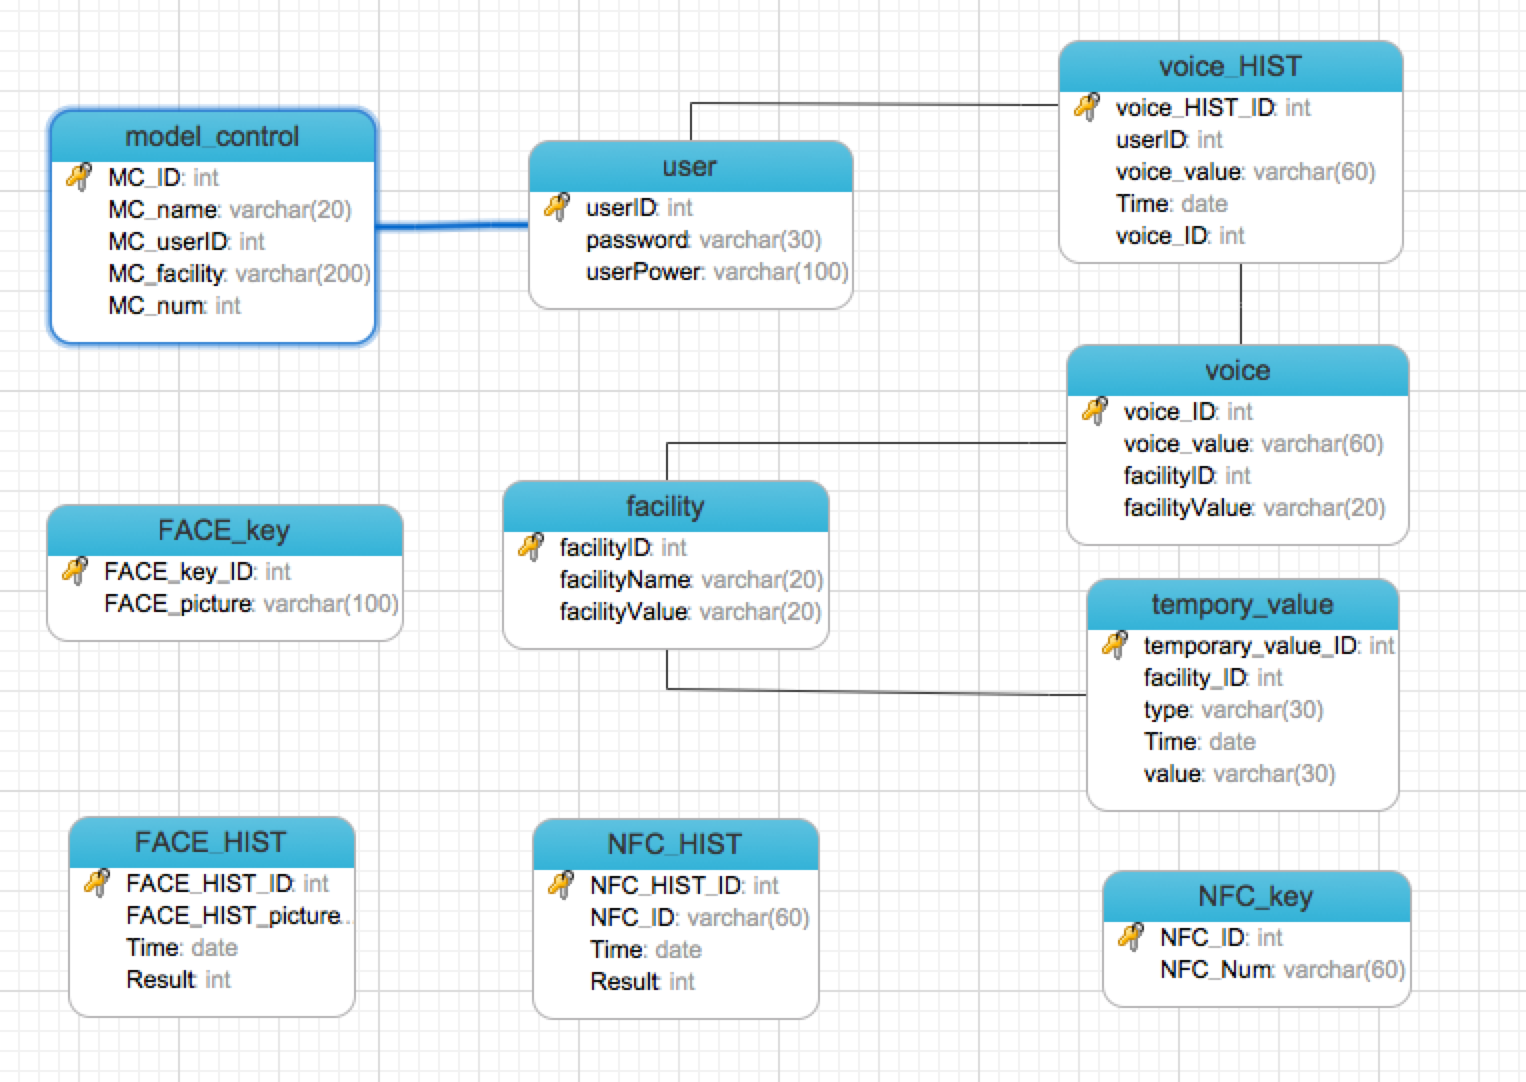 model_control
MC_ID: int
MC_name: varchar(20)
MC_userID: int
MC_facility: varchar(200)
MC_num: int
user
userID: int
password: varchar(30)
userPower: varchar(100)
voice_HIST
voice_HIST_ID: int
userID: int
voice_value: varchar(60)
Time: date
voice_ID: int
voice
voice_ID: int
voice_value: varchar(60)
facilityID: int
facilityValue: varchar(20)
FACE_key
FACE_key_ID: int
FACE_picture: varchar(100)
facility
facilityID: int
facilityName: varchar(20)
facilityValue: varchar(20)
tempory_value
temporary_value_ID: int
facility_ID: int
type: varchar(30)
Time: date
value: varchar(30)
FACE_HIST
FACE_HIST_ID: int
FACE_HIST_picture...
Time: date
Result: int
NFC_HIST
NFC_HIST_ID: int
NFC_ID: varchar(60)
Time: date
Result: int
NFC_key
NFC_ID: int
NFC_Num: varchar(60)